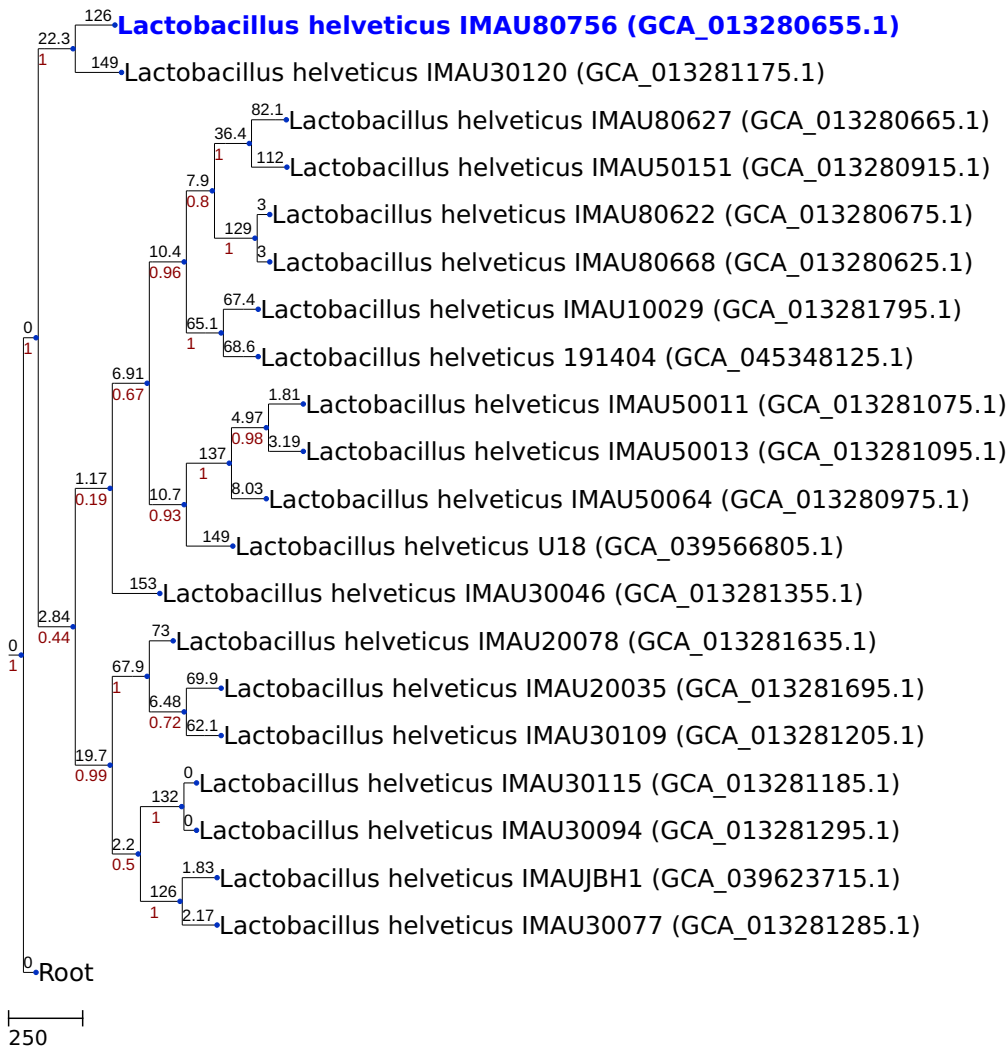 126
Lactobacillus helveticus IMAU80756 (GCA_013280655.1)
22.3
1
149
Lactobacillus helveticus IMAU30120 (GCA_013281175.1)
82.1
Lactobacillus helveticus IMAU80627 (GCA_013280665.1)
36.4
1
112
Lactobacillus helveticus IMAU50151 (GCA_013280915.1)
7.9
0.8
3
Lactobacillus helveticus IMAU80622 (GCA_013280675.1)
129
1
3
Lactobacillus helveticus IMAU80668 (GCA_013280625.1)
10.4
0.96
67.4
Lactobacillus helveticus IMAU10029 (GCA_013281795.1)
65.1
1
68.6
Lactobacillus helveticus 191404 (GCA_045348125.1)
0
1
6.91
0.67
1.81
Lactobacillus helveticus IMAU50011 (GCA_013281075.1)
4.97
0.98
3.19
Lactobacillus helveticus IMAU50013 (GCA_013281095.1)
137
1
8.03
Lactobacillus helveticus IMAU50064 (GCA_013280975.1)
10.7
0.93
149
Lactobacillus helveticus U18 (GCA_039566805.1)
1.17
0.19
153
Lactobacillus helveticus IMAU30046 (GCA_013281355.1)
2.84
0.44
73
Lactobacillus helveticus IMAU20078 (GCA_013281635.1)
0
1
67.9
1
69.9
Lactobacillus helveticus IMAU20035 (GCA_013281695.1)
6.48
0.72
62.1
Lactobacillus helveticus IMAU30109 (GCA_013281205.1)
19.7
0.99
0
Lactobacillus helveticus IMAU30115 (GCA_013281185.1)
132
1
0
Lactobacillus helveticus IMAU30094 (GCA_013281295.1)
2.2
0.5
1.83
Lactobacillus helveticus IMAUJBH1 (GCA_039623715.1)
126
1
2.17
Lactobacillus helveticus IMAU30077 (GCA_013281285.1)
0
Root
250